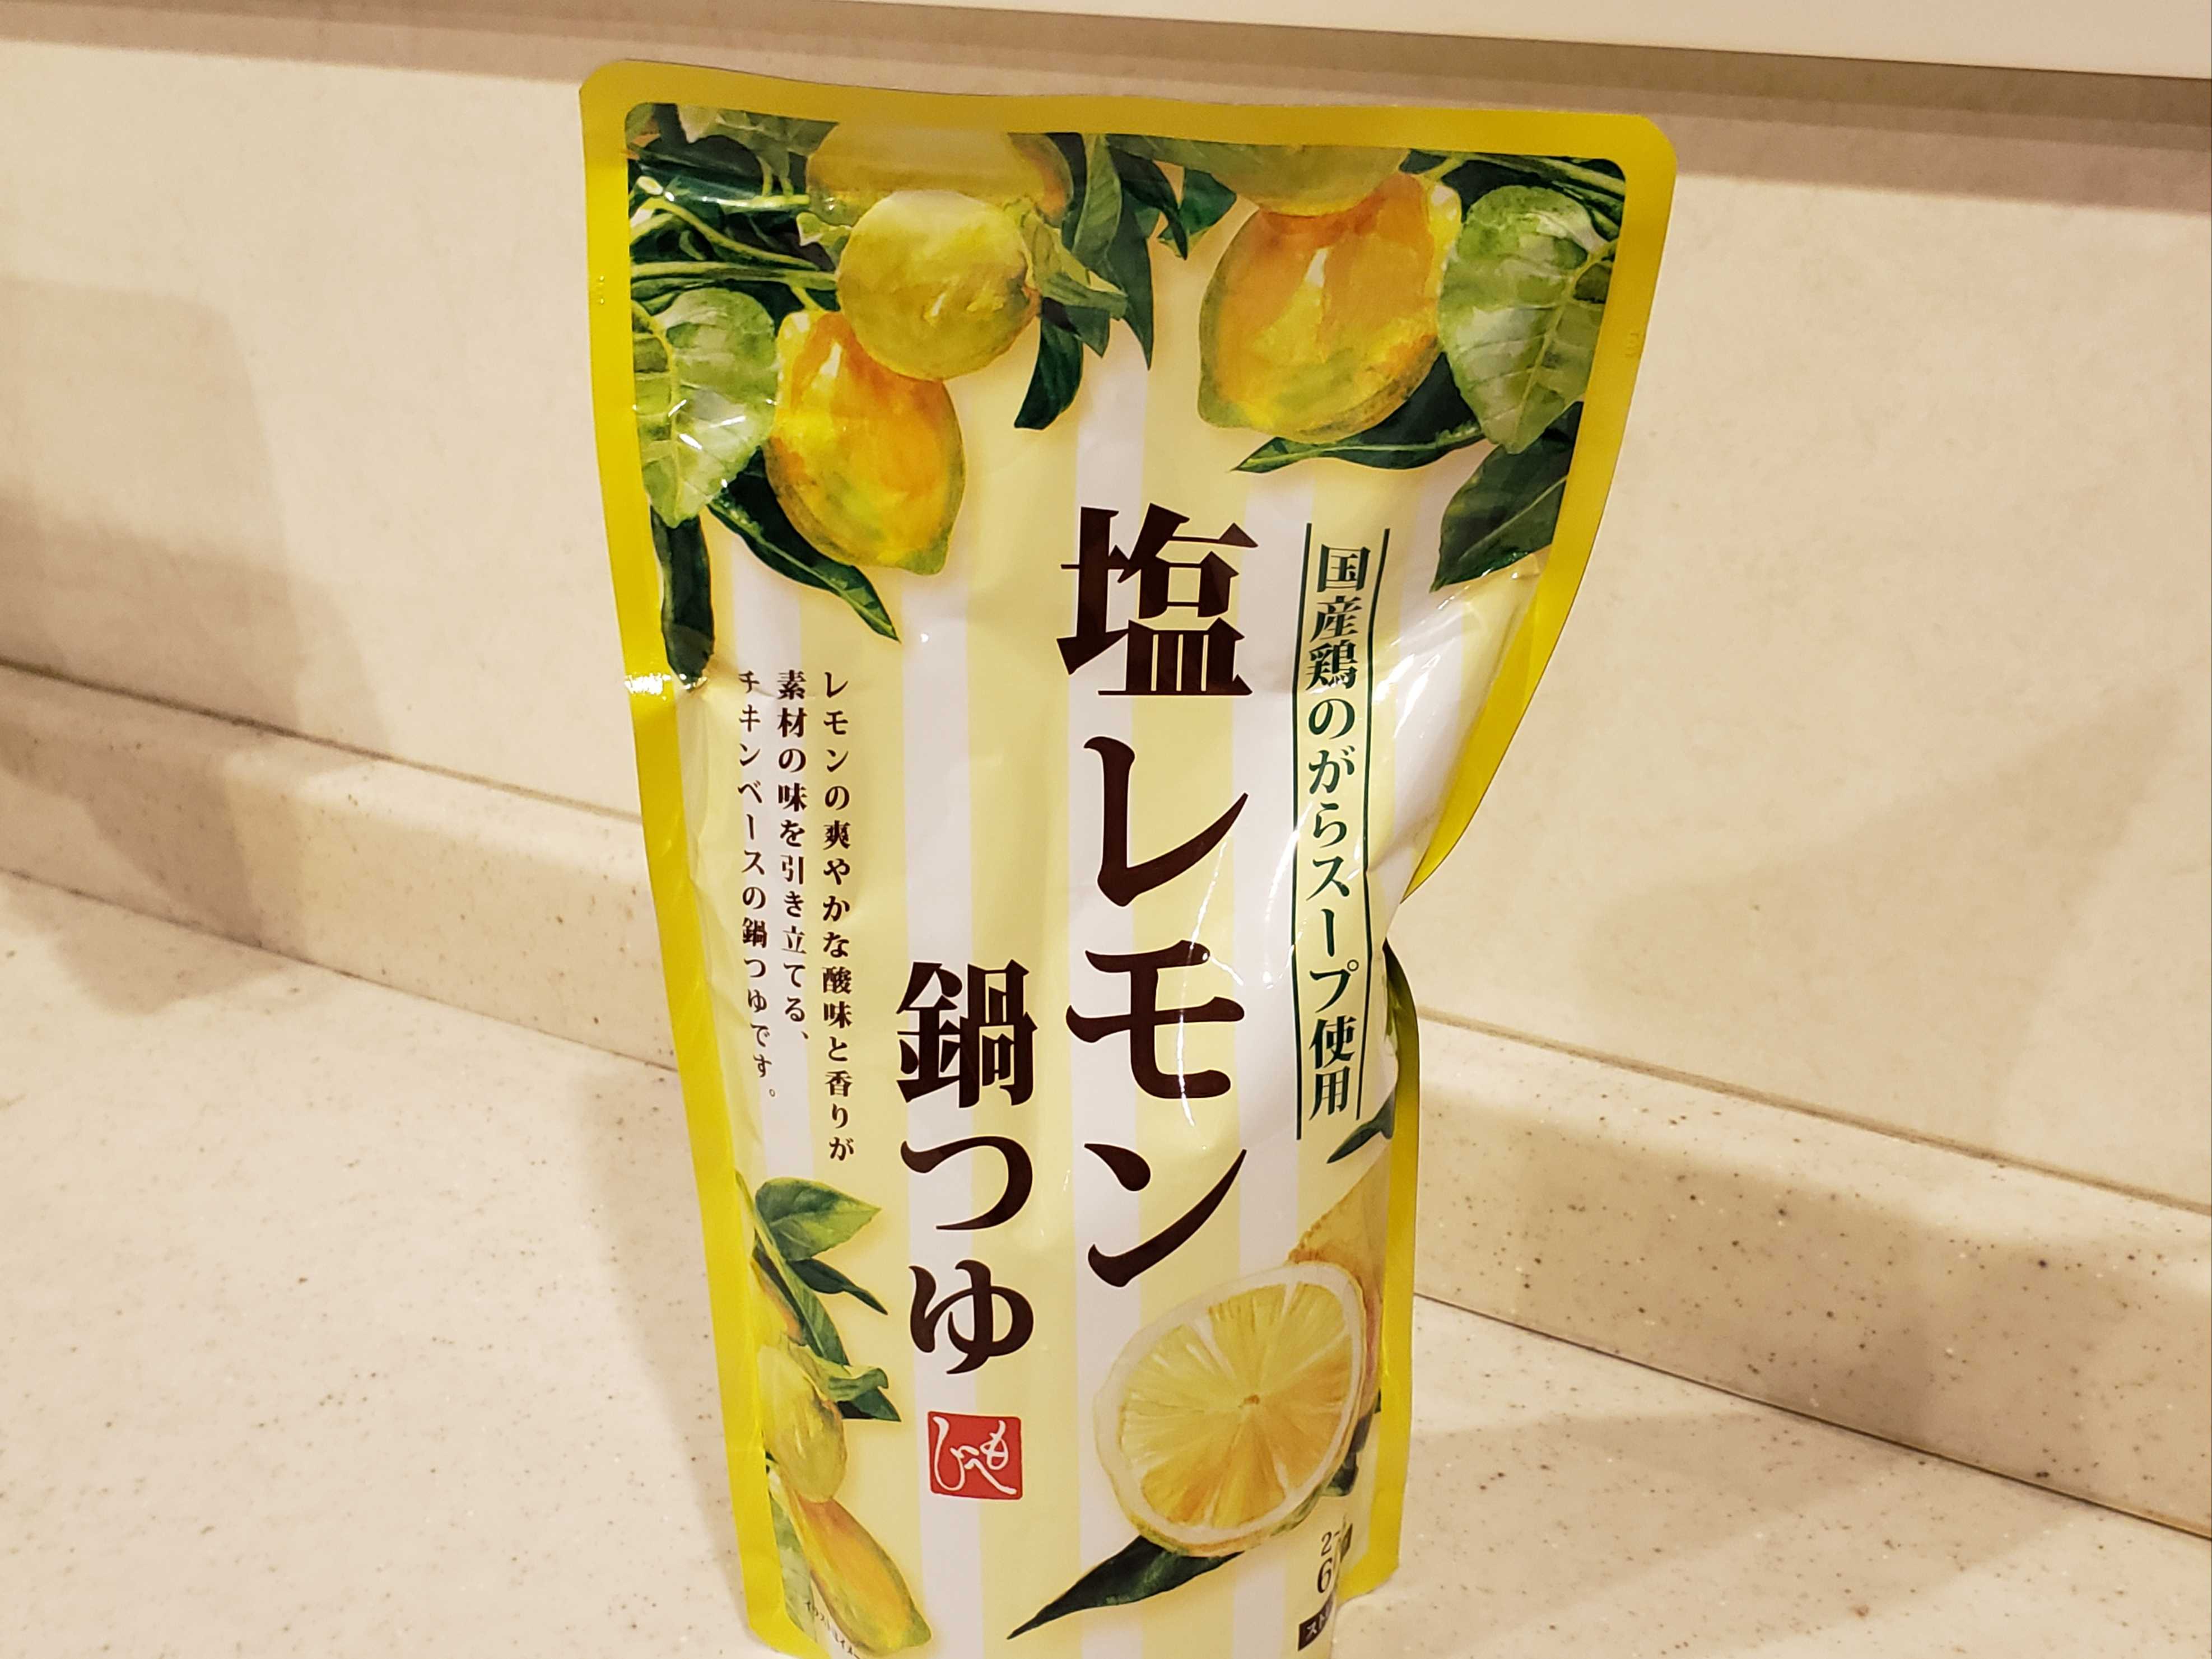 国産鶏のがらスープ使用
塩レモン
鍋つゆ
レモンの爽やかな酸味と香りが
素材の味を引き立てる、
チキンベースの鍋つゆです。
もへじ